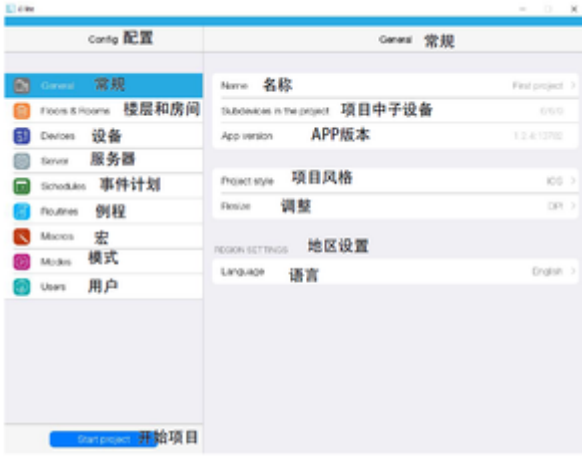 Config 配置
General 常规
General 常规
Floors & Rooms 楼层和房间
Devices 设备
Server 服务器
Schedules 事件计划
Routines 例程
Macros 宏
Modes 模式
Users 用户
Start project 开始项目
Name 名称 First project
Subdevices in the project 项目中子设备
App version APP版本
Project style 项目风格 iOS
Resize 调整 DPI
REGION SETTINGS 地区设置
Language 语言 English